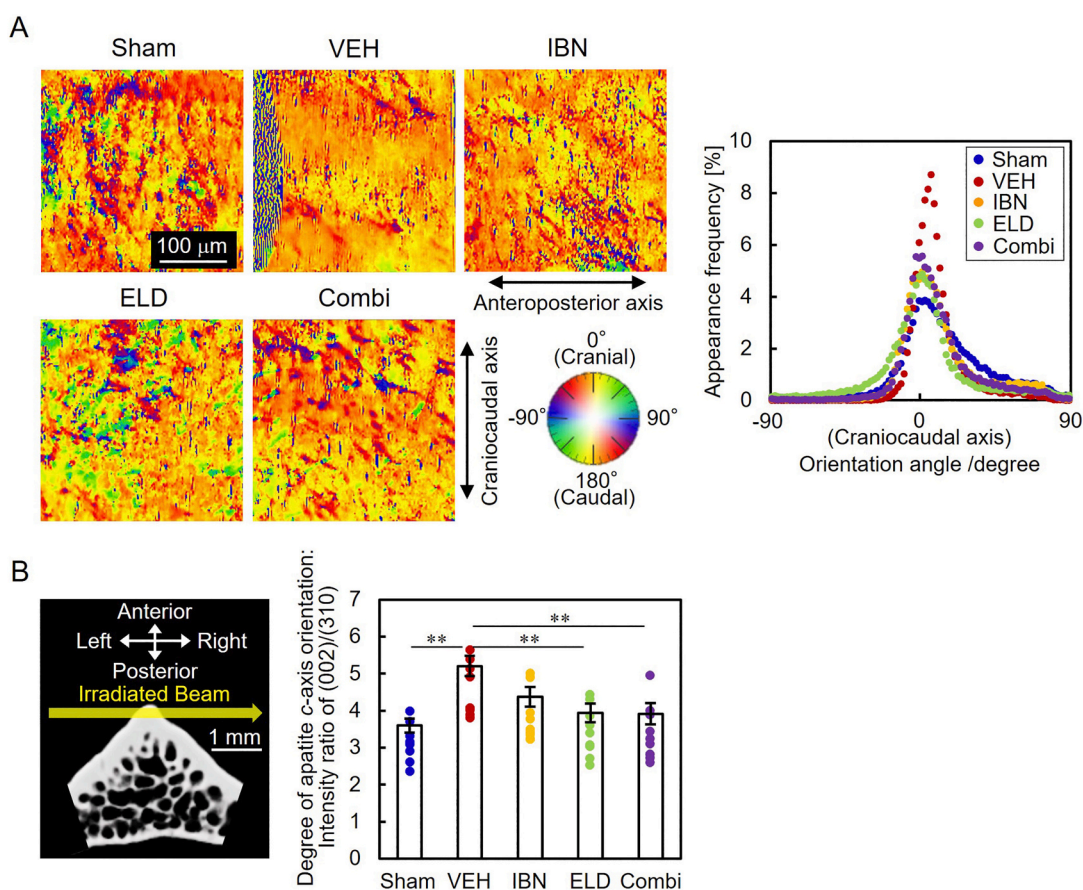 A
Sham
VEH
IBN
100 μm
ELD
Combi
Anteroposterior axis
Craniocaudal axis
0°
(Cranial)
-90°
90°
180°
(Caudal)
Appearance frequency [%]
10
8
6
4
2
0
Sham
VEH
IBN
ELD
Combi
-90
0
90
(Craniocaudal axis)
Orientation angle /degree
B
Anterior
Left
Right
Posterior
Irradiated Beam
1 mm
Degree of apatite c-axis orientation:
Intensity ratio of (002)/(310)
7
6
5
4
3
2
1
0
**
**
**
Sham
VEH
IBN
ELD
Combi